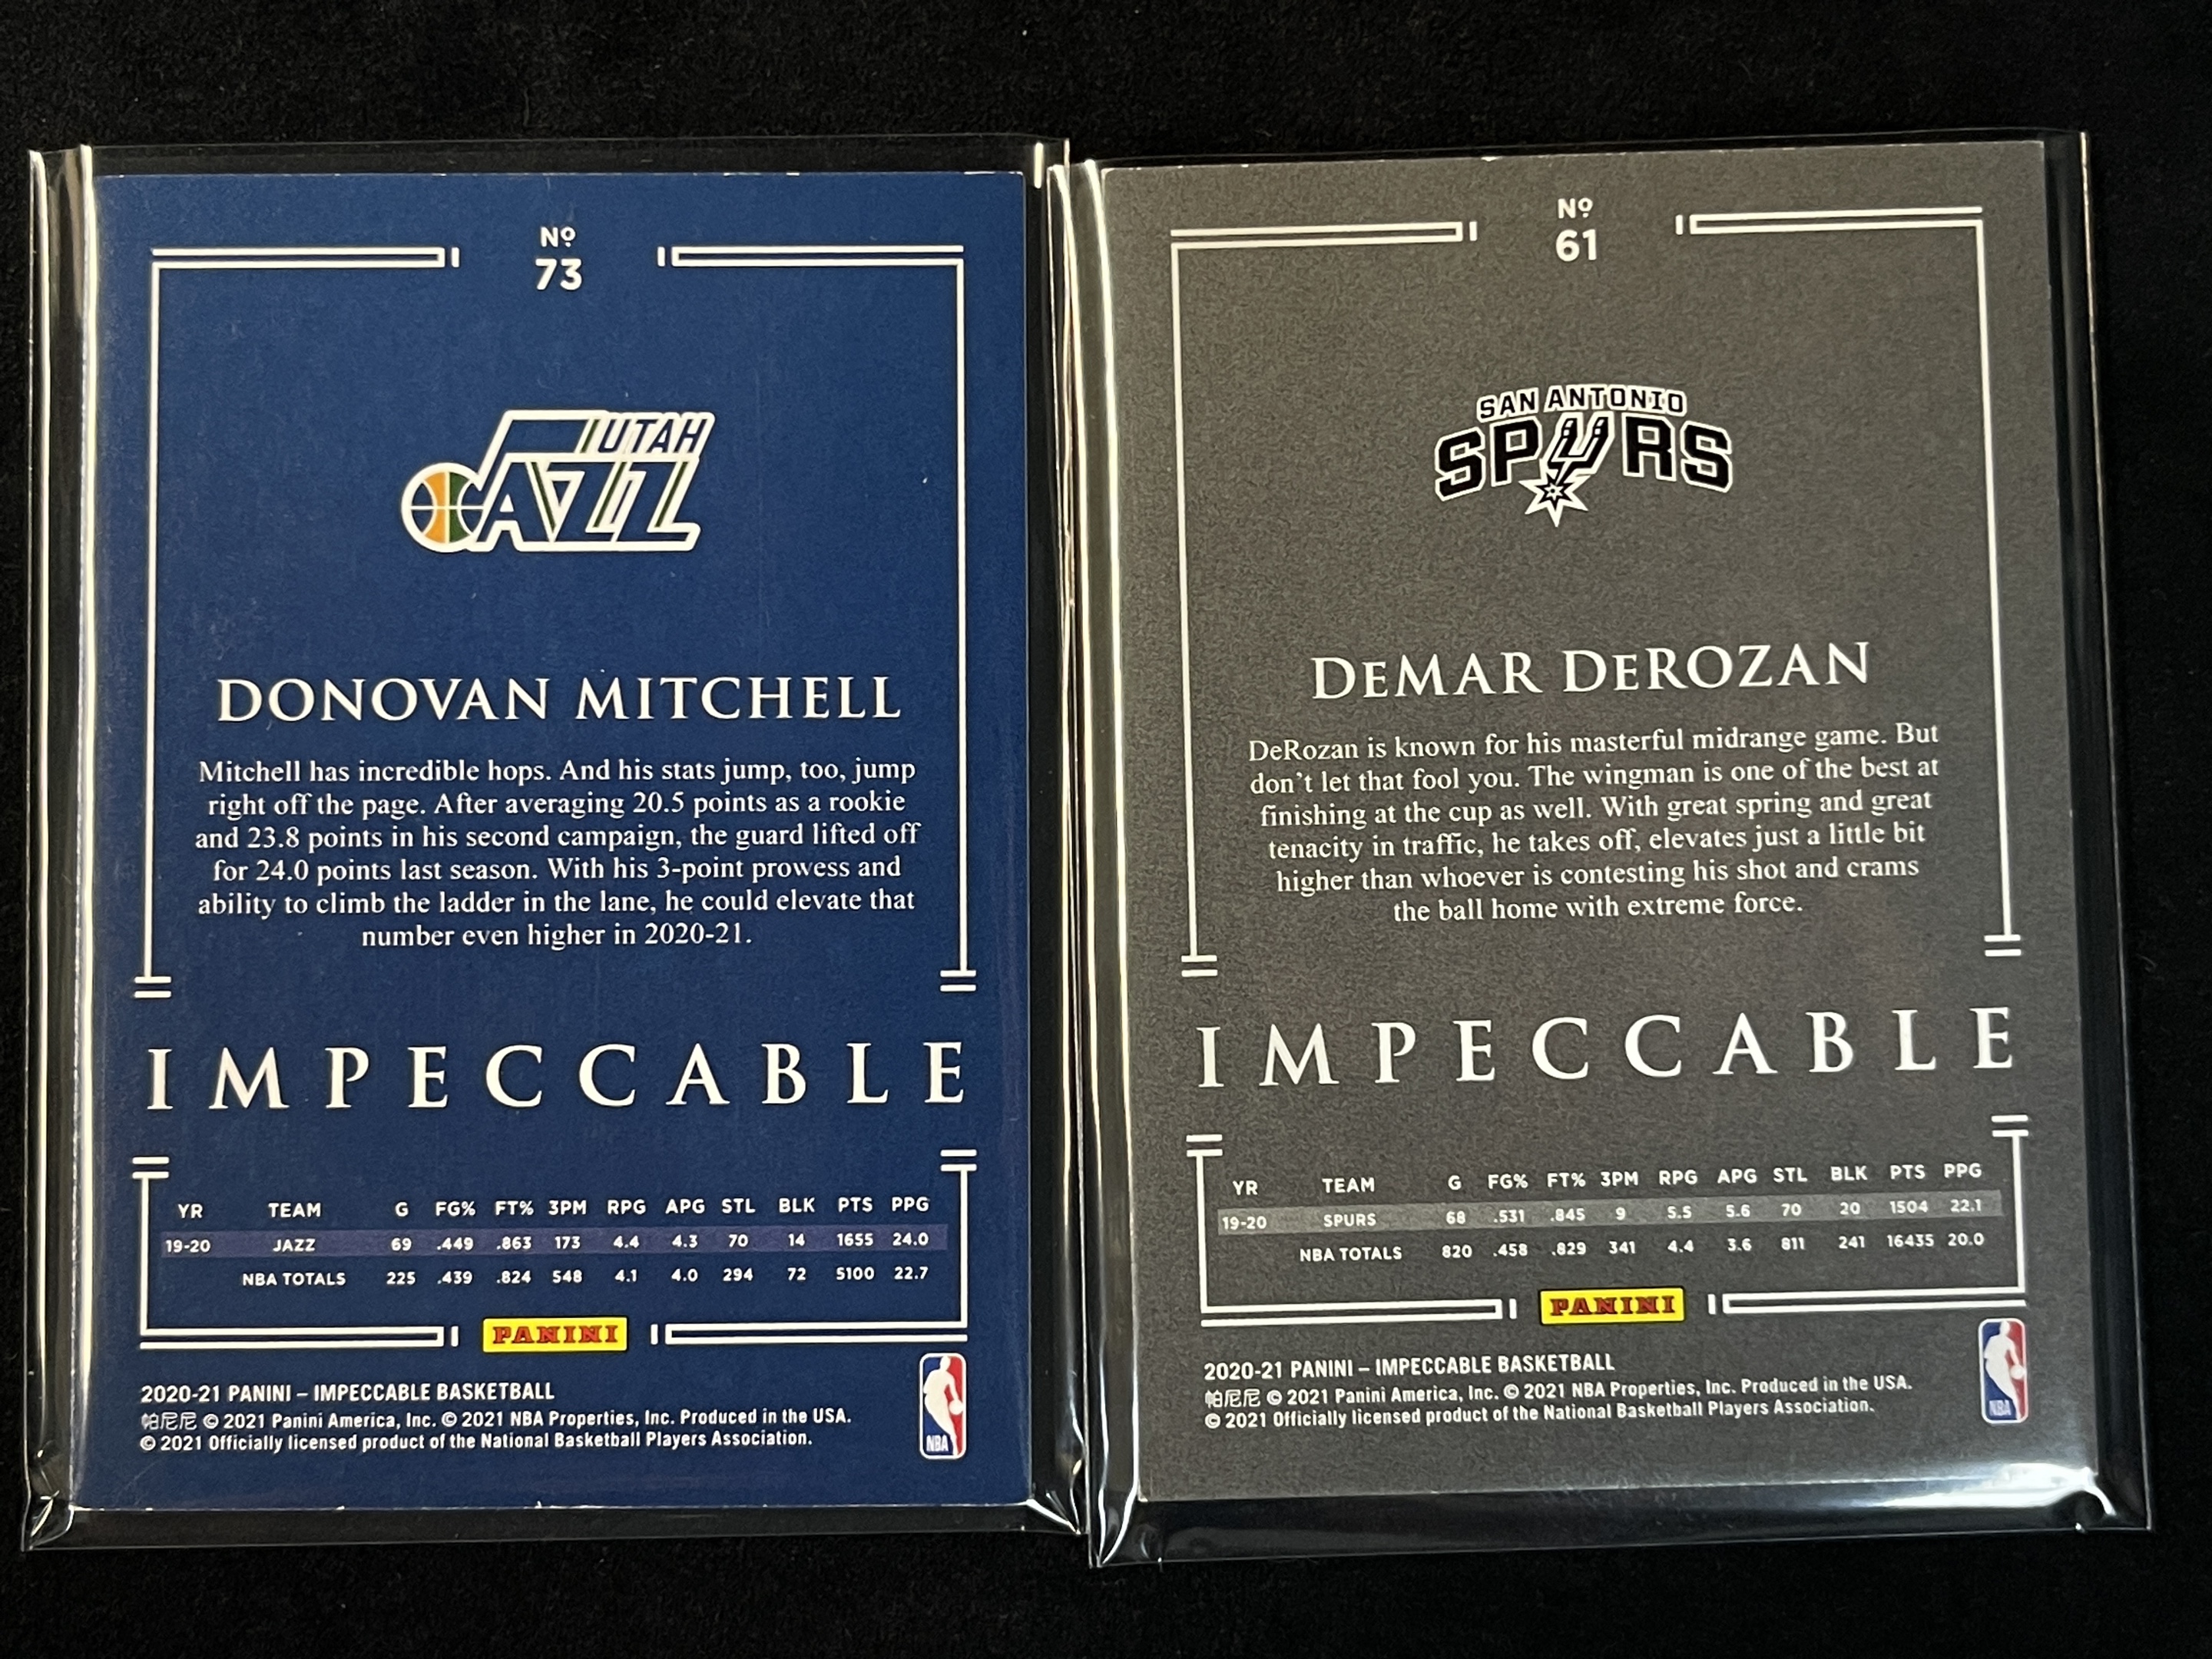 Nº
73
UTAH
JAZZ
DONOVAN MITCHELL
Mitchell has incredible hops. And his stats jump, too, jump
right off the page. After averaging 20.5 points as a rookie
and 23.8 points in his second campaign, the guard lifted off
for 24.0 points last season. With his 3-point prowess and
ability to climb the ladder in the lane, he could elevate that
number even higher in 2020-21.
IMPECCABLE
YR TEAM G FG% FT% 3PM RPG APG STL BLK PTS PPG
19-20 JAZZ 69 .449 .863 173 4.4 4.3 70 14 1655 24.0
NBA TOTALS 225 .439 .824 548 4.1 4.0 294 72 5100 22.7
PANINI
2020-21 PANINI – IMPECCABLE BASKETBALL
帕尼尼 © 2021 Panini America, Inc. © 2021 NBA Properties, Inc. Produced in the USA.
© 2021 Officially licensed product of the National Basketball Players Association.
NBA
Nº
61
SAN ANTONIO
SPURS
DeMAR DeROZAN
DeRozan is known for his masterful midrange game. But
don't let that fool you. The wingman is one of the best at
finishing at the cup as well. With great spring and great
tenacity in traffic, he takes off, elevates just a little bit
higher than whoever is contesting his shot and crams
the ball home with extreme force.
IMPECCABLE
YR TEAM G FG% FT% 3PM RPG APG STL BLK PTS PPG
19-20 SPURS 68 .531 .845 9 5.5 5.6 70 20 1504 22.1
NBA TOTALS 820 .458 .829 341 4.4 3.6 811 241 16435 20.0
PANINI
2020-21 PANINI – IMPECCABLE BASKETBALL
帕尼尼 © 2021 Panini America, Inc. © 2021 NBA Properties, Inc. Produced in the USA.
© 2021 Officially licensed product of the National Basketball Players Association.
NBA